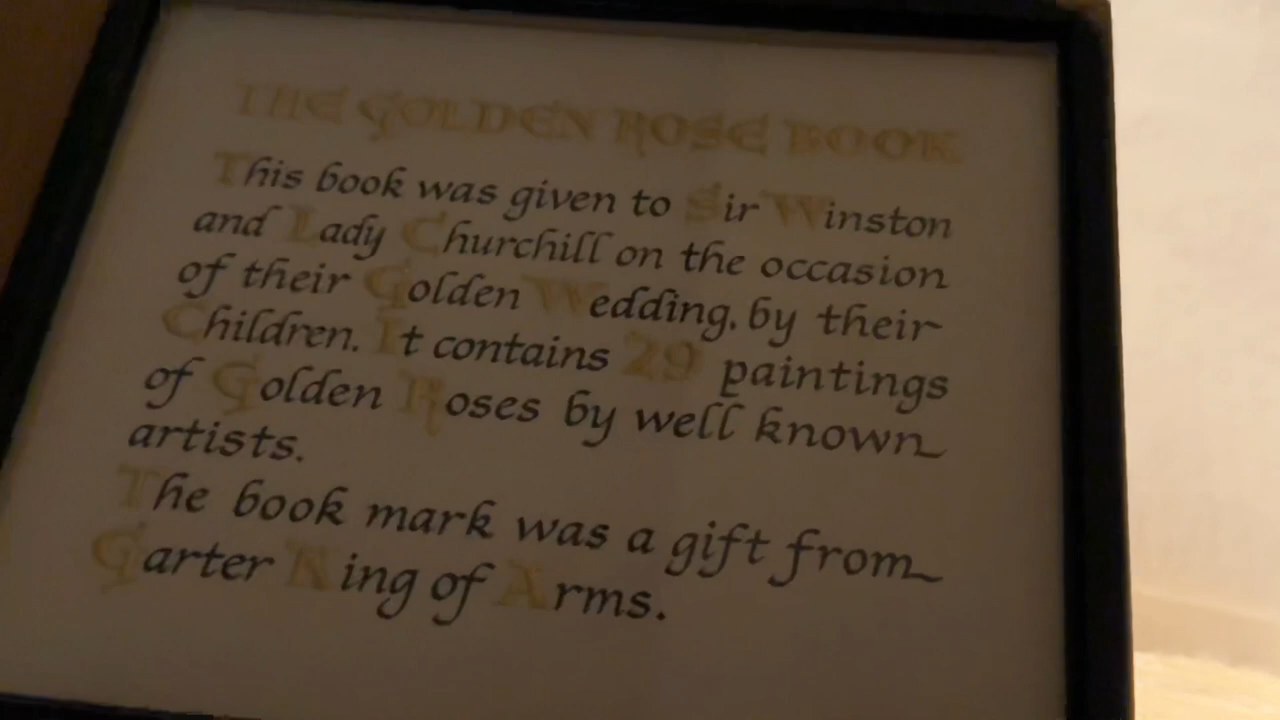 THE GOLDEN ROSE BOOK
This book was given to Sir Winston
and Lady Churchill on the occasion
of their Golden Wedding, by their
Children. It contains 29 paintings
of Golden Roses by well known
artists.
The book mark was a gift from
Garter King of Arms.